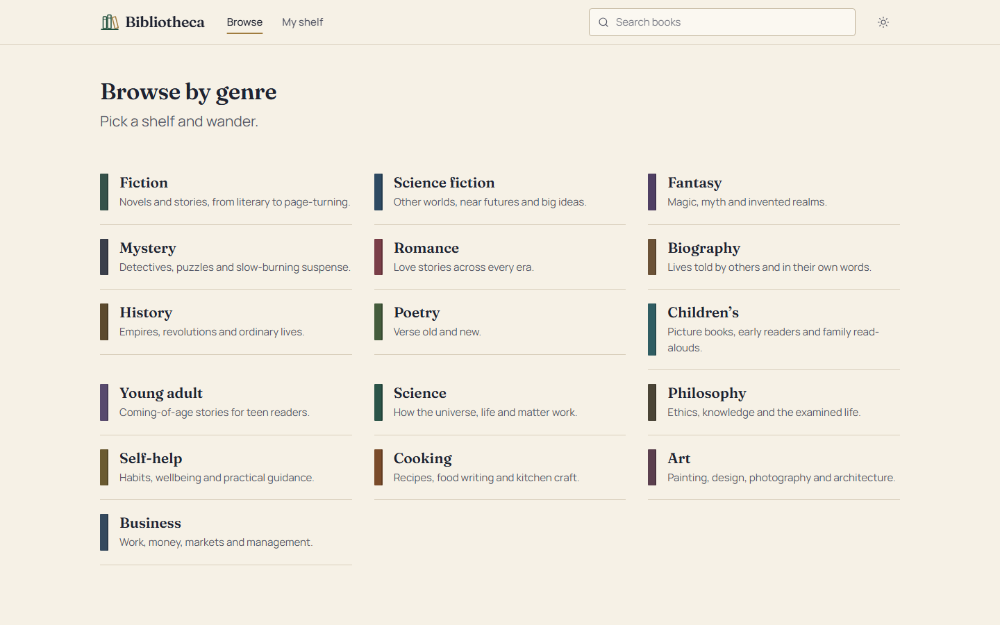 Bibliotheca
Browse
My shelf
Search books
Browse by genre
Pick a shelf and wander.
Fiction
Novels and stories, from literary to page-turning.
Science fiction
Other worlds, near futures and big ideas.
Fantasy
Magic, myth and invented realms.
Mystery
Detectives, puzzles and slow-burning suspense.
Romance
Love stories across every era.
Biography
Lives told by others and in their own words.
History
Empires, revolutions and ordinary lives.
Poetry
Verse old and new.
Children’s
Picture books, early readers and family read-
alouds.
Young adult
Coming-of-age stories for teen readers.
Science
How the universe, life and matter work.
Philosophy
Ethics, knowledge and the examined life.
Self-help
Habits, wellbeing and practical guidance.
Cooking
Recipes, food writing and kitchen craft.
Art
Painting, design, photography and architecture.
Business
Work, money, markets and management.